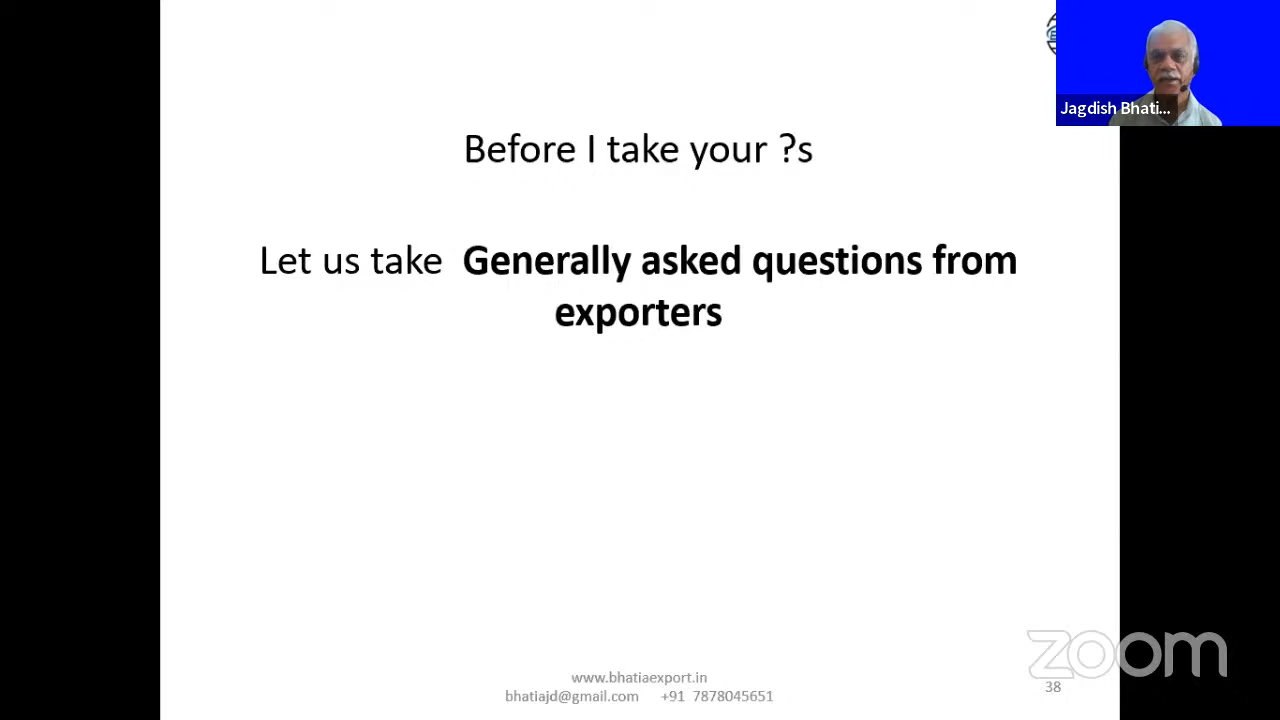 Jagdish Bhati...
Before I take your ?s
Let us take Generally asked questions from
exporters
zoom
www.bhatiaexport.in
bhatiajd@gmail.com +91 7878045651
38